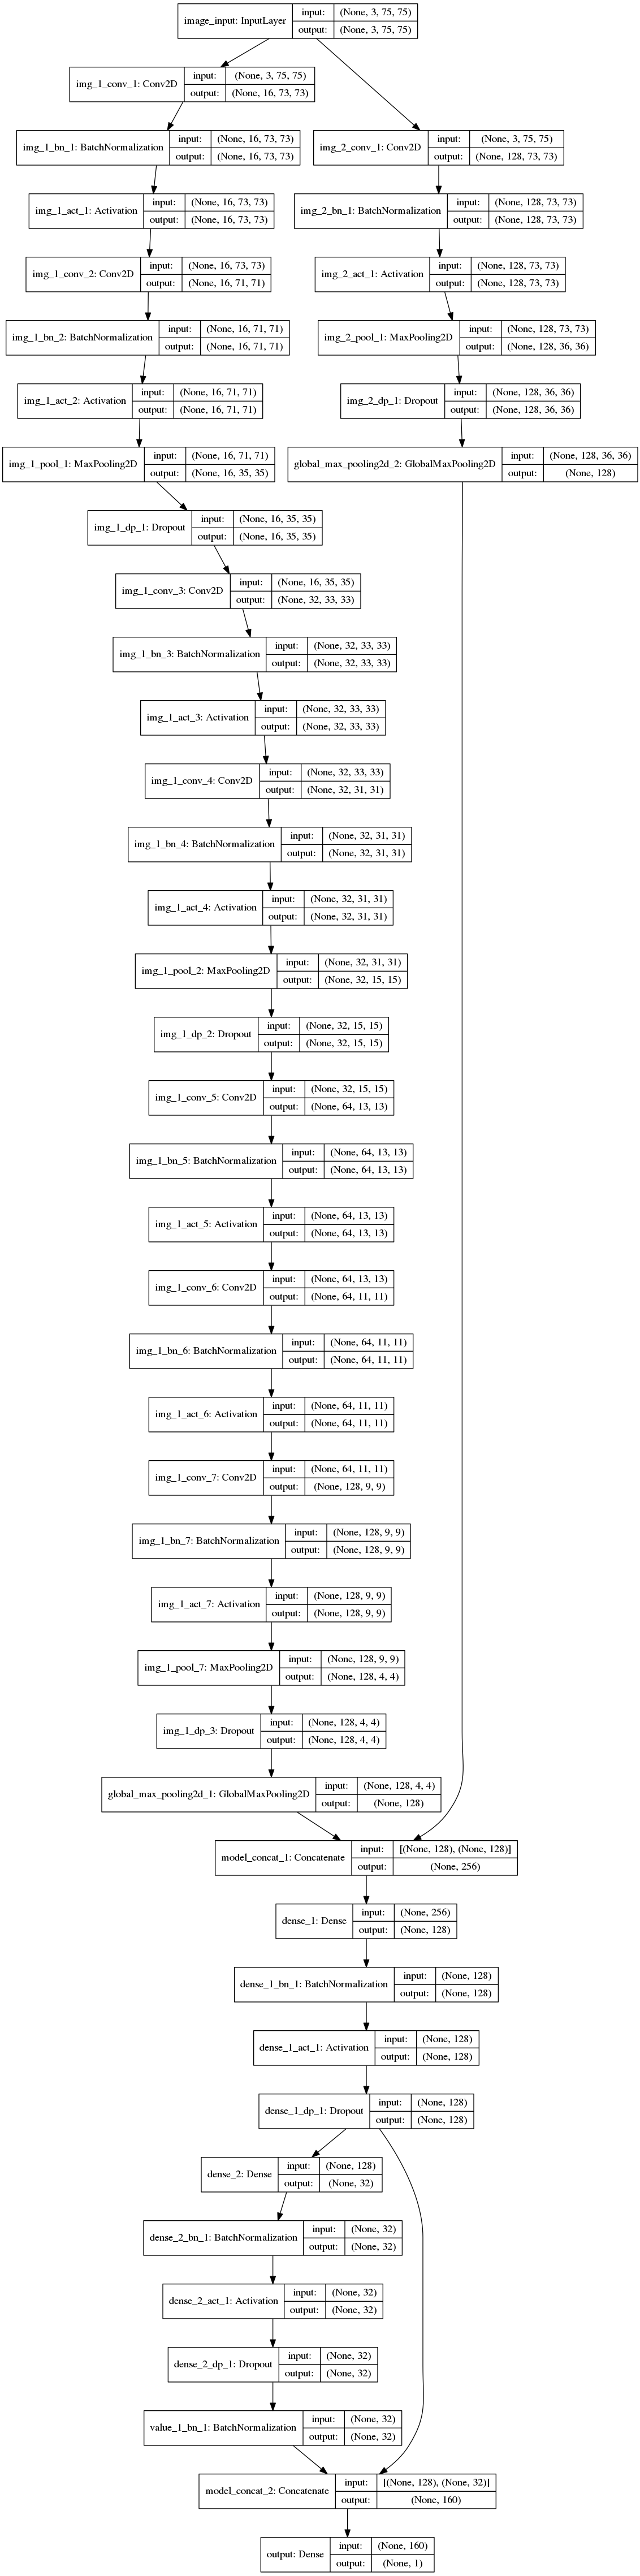 image_input: InputLayer
input: (None, 3, 75, 75)
output: (None, 3, 75, 75)
img_1_conv_1: Conv2D
input: (None, 3, 75, 75)
output: (None, 16, 73, 73)
img_1_bn_1: BatchNormalization
input: (None, 16, 73, 73)
output: (None, 16, 73, 73)
img_2_conv_1: Conv2D
input: (None, 3, 75, 75)
output: (None, 128, 73, 73)
img_1_act_1: Activation
input: (None, 16, 73, 73)
output: (None, 16, 73, 73)
img_2_bn_1: BatchNormalization
input: (None, 128, 73, 73)
output: (None, 128, 73, 73)
img_1_conv_2: Conv2D
input: (None, 16, 73, 73)
output: (None, 16, 71, 71)
img_2_act_1: Activation
input: (None, 128, 73, 73)
output: (None, 128, 73, 73)
img_1_bn_2: BatchNormalization
input: (None, 16, 71, 71)
output: (None, 16, 71, 71)
img_2_pool_1: MaxPooling2D
input: (None, 128, 73, 73)
output: (None, 128, 36, 36)
img_1_act_2: Activation
input: (None, 16, 71, 71)
output: (None, 16, 71, 71)
img_2_dp_1: Dropout
input: (None, 128, 36, 36)
output: (None, 128, 36, 36)
img_1_pool_1: MaxPooling2D
input: (None, 16, 71, 71)
output: (None, 16, 35, 35)
global_max_pooling2d_2: GlobalMaxPooling2D
input: (None, 128, 36, 36)
output: (None, 128)
img_1_dp_1: Dropout
input: (None, 16, 35, 35)
output: (None, 16, 35, 35)
img_1_conv_3: Conv2D
input: (None, 16, 35, 35)
output: (None, 32, 33, 33)
img_1_bn_3: BatchNormalization
input: (None, 32, 33, 33)
output: (None, 32, 33, 33)
img_1_act_3: Activation
input: (None, 32, 33, 33)
output: (None, 32, 33, 33)
img_1_conv_4: Conv2D
input: (None, 32, 33, 33)
output: (None, 32, 31, 31)
img_1_bn_4: BatchNormalization
input: (None, 32, 31, 31)
output: (None, 32, 31, 31)
img_1_act_4: Activation
input: (None, 32, 31, 31)
output: (None, 32, 31, 31)
img_1_pool_2: MaxPooling2D
input: (None, 32, 31, 31)
output: (None, 32, 15, 15)
img_1_dp_2: Dropout
input: (None, 32, 15, 15)
output: (None, 32, 15, 15)
img_1_conv_5: Conv2D
input: (None, 32, 15, 15)
output: (None, 64, 13, 13)
img_1_bn_5: BatchNormalization
input: (None, 64, 13, 13)
output: (None, 64, 13, 13)
img_1_act_5: Activation
input: (None, 64, 13, 13)
output: (None, 64, 13, 13)
img_1_conv_6: Conv2D
input: (None, 64, 13, 13)
output: (None, 64, 11, 11)
img_1_bn_6: BatchNormalization
input: (None, 64, 11, 11)
output: (None, 64, 11, 11)
img_1_act_6: Activation
input: (None, 64, 11, 11)
output: (None, 64, 11, 11)
img_1_conv_7: Conv2D
input: (None, 64, 11, 11)
output: (None, 128, 9, 9)
img_1_bn_7: BatchNormalization
input: (None, 128, 9, 9)
output: (None, 128, 9, 9)
img_1_act_7: Activation
input: (None, 128, 9, 9)
output: (None, 128, 9, 9)
img_1_pool_7: MaxPooling2D
input: (None, 128, 9, 9)
output: (None, 128, 4, 4)
img_1_dp_3: Dropout
input: (None, 128, 4, 4)
output: (None, 128, 4, 4)
global_max_pooling2d_1: GlobalMaxPooling2D
input: (None, 128, 4, 4)
output: (None, 128)
model_concat_1: Concatenate
input: [(None, 128), (None, 128)]
output: (None, 256)
dense_1: Dense
input: (None, 256)
output: (None, 128)
dense_1_bn_1: BatchNormalization
input: (None, 128)
output: (None, 128)
dense_1_act_1: Activation
input: (None, 128)
output: (None, 128)
dense_1_dp_1: Dropout
input: (None, 128)
output: (None, 128)
dense_2: Dense
input: (None, 128)
output: (None, 32)
dense_2_bn_1: BatchNormalization
input: (None, 32)
output: (None, 32)
dense_2_act_1: Activation
input: (None, 32)
output: (None, 32)
dense_2_dp_1: Dropout
input: (None, 32)
output: (None, 32)
value_1_bn_1: BatchNormalization
input: (None, 32)
output: (None, 32)
model_concat_2: Concatenate
input: [(None, 128), (None, 32)]
output: (None, 160)
output: Dense
input: (None, 160)
output: (None, 1)